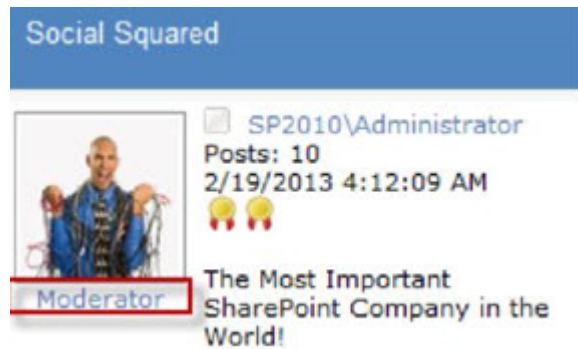 Social Squared
SP2010\Administrator
Posts: 10
2/19/2013 4:12:09 AM
Moderator
The Most Important
SharePoint Company in the
World!